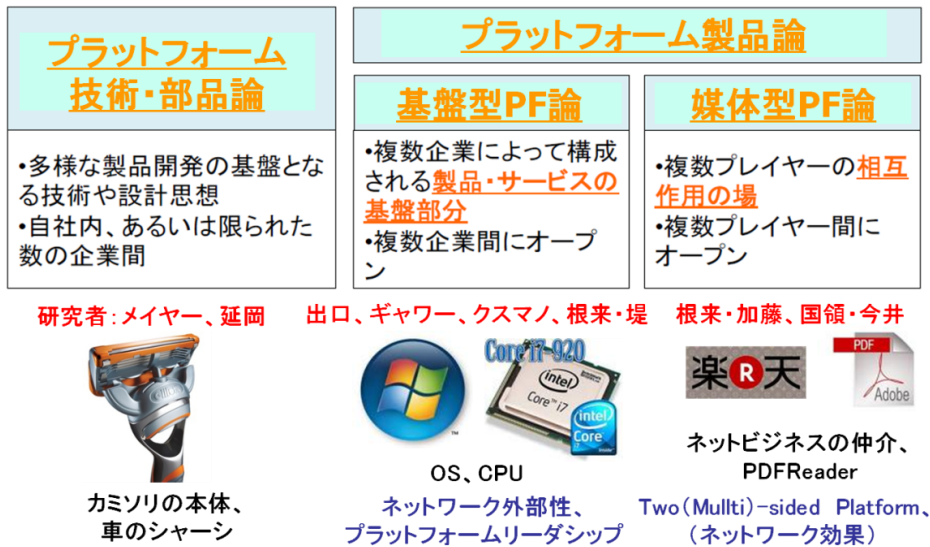 プラットフォーム
技術・部品論
・多様な製品開発の基盤とな
る技術や設計思想
・自社内、あるいは限られた
数の企業間
研究者：メイヤー、延岡
カミソリの本体、
車のシャーシ
プラットフォーム製品論
基盤型PF論
・複数企業によって構成
される製品・サービスの
基盤部分
・複数企業間にオープ
ン
出口、ギャワー、クスマノ、根来・堤
Core i7-920
intel
Core™ i7
intel
Core
i7
inside
TM
OS、CPU
ネットワーク外部性、
プラットフォームリーダシップ
媒体型PF論
・複数プレイヤーの相互
作用の場
・複数プレイヤー間に
オープン
根来・加藤、国領・今井
楽R天
PDF
Adobe
ネットビジネスの仲介、
PDFReader
Two(Mullti)-sided Platform、
（ネットワーク効果）